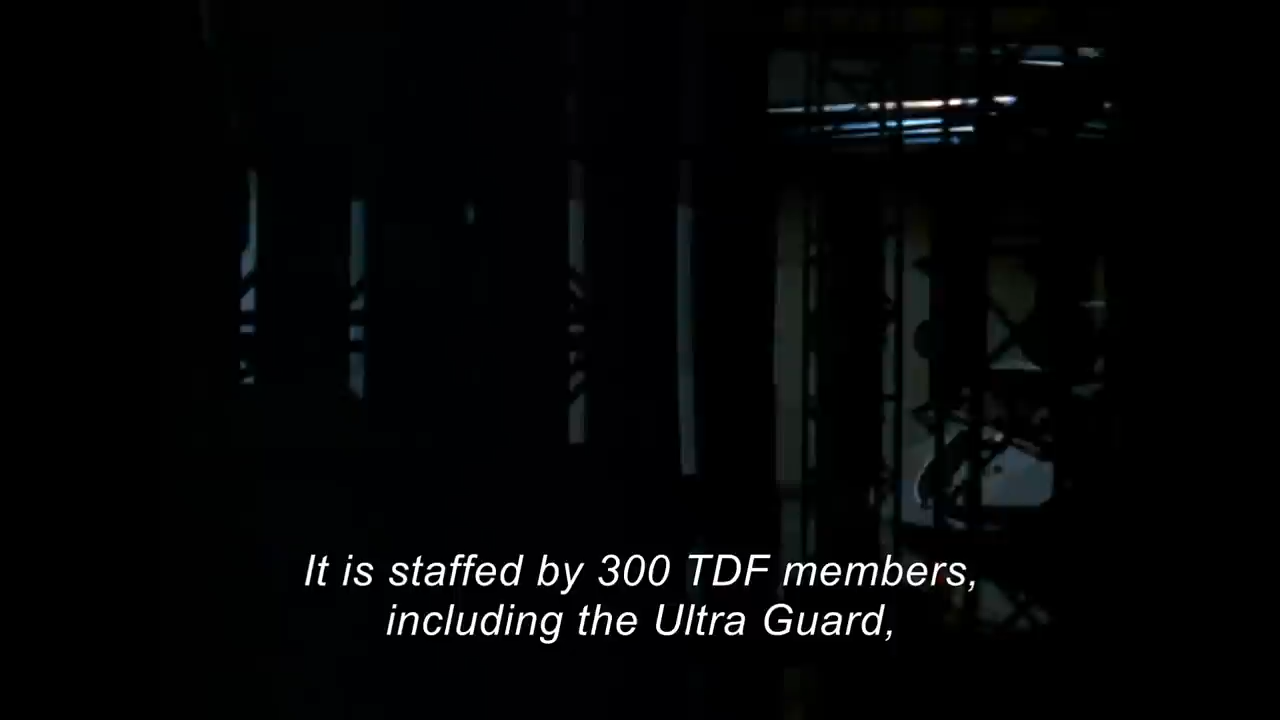 It is staffed by 300 TDF members,
including the Ultra Guard,